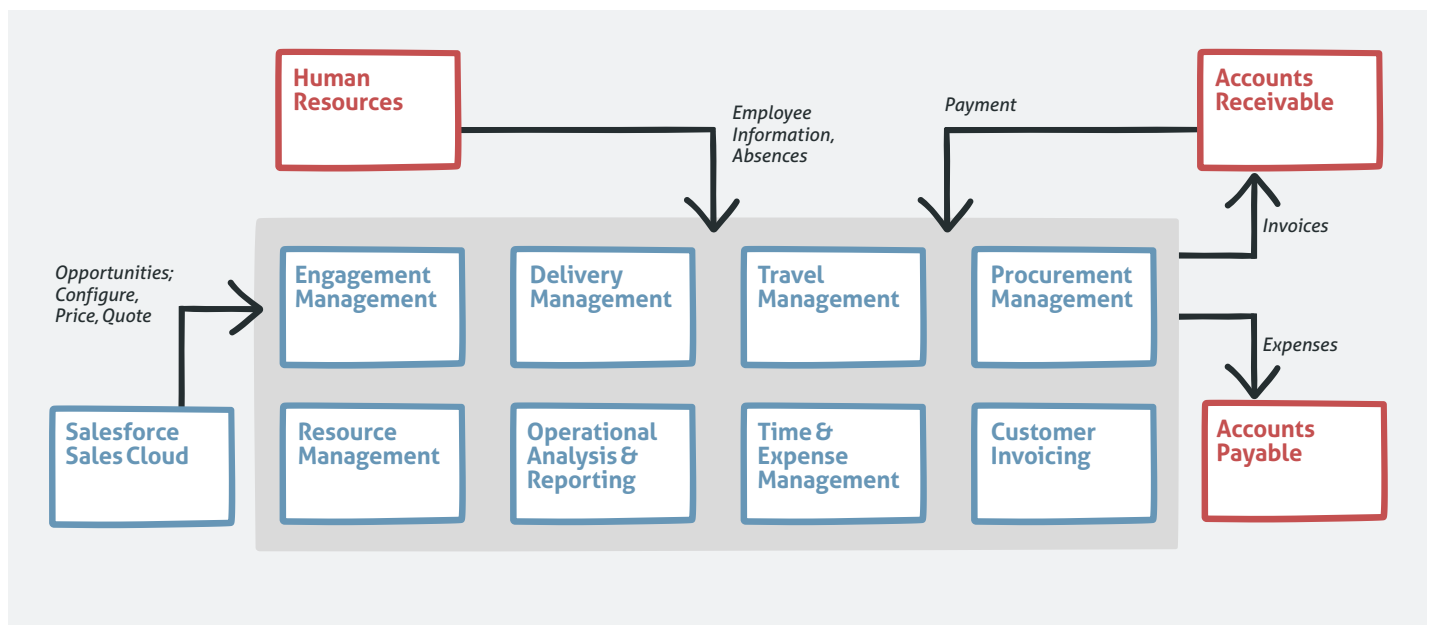 Human
Resources
Employee
Information,
Absences
Payment
Accounts
Receivable
Invoices
Opportunities;
Configure,
Price, Quote
Engagement
Management
Delivery
Management
Travel
Management
Procurement
Management
Expenses
Salesforce
Sales Cloud
Resource
Management
Operational
Analysis &
Reporting
Time &
Expense
Management
Customer
Invoicing
Accounts
Payable